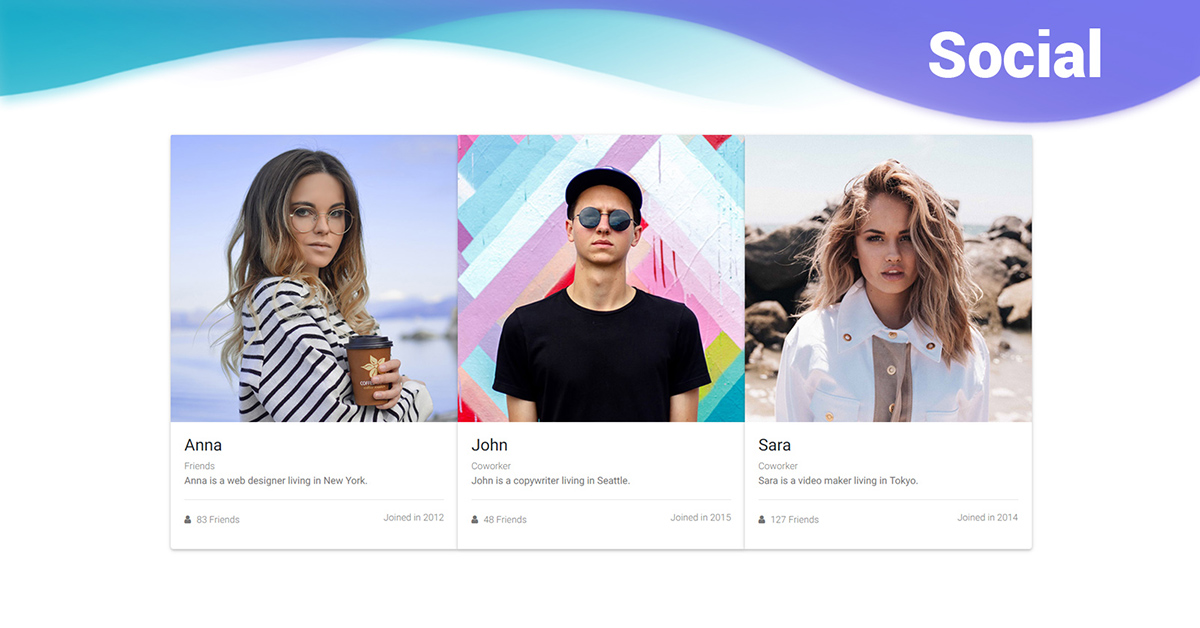 Social
COFFEE
Anna
Friends
Anna is a web designer living in New York.
83 Friends
Joined in 2012
John
Coworker
John is a copywriter living in Seattle.
48 Friends
Joined in 2015
Sara
Coworker
Sara is a video maker living in Tokyo.
127 Friends
Joined in 2014